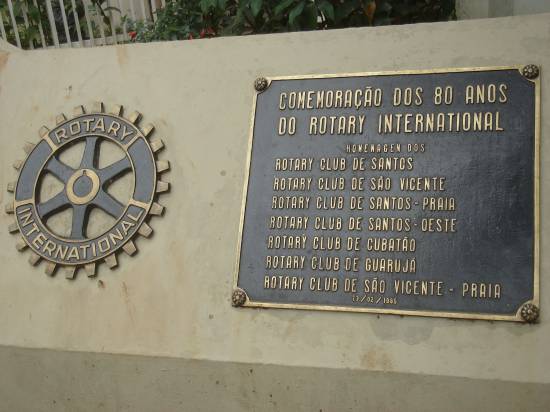 ROTARY
INTERNATIONAL
COMEMORAÇÃO DOS 80 ANOS
DO ROTARY INTERNATIONAL
HOMENAGEM DOS
ROTARY CLUB DE SANTOS
ROTARY CLUB DE SÃO VICENTE
ROTARY CLUB DE SANTOS - PRAIA
ROTARY CLUB DE SANTOS - OESTE
ROTARY CLUB DE CUBATÃO
ROTARY CLUB DE GUARUJÁ
ROTARY CLUB DE SÃO VICENTE - PRAIA